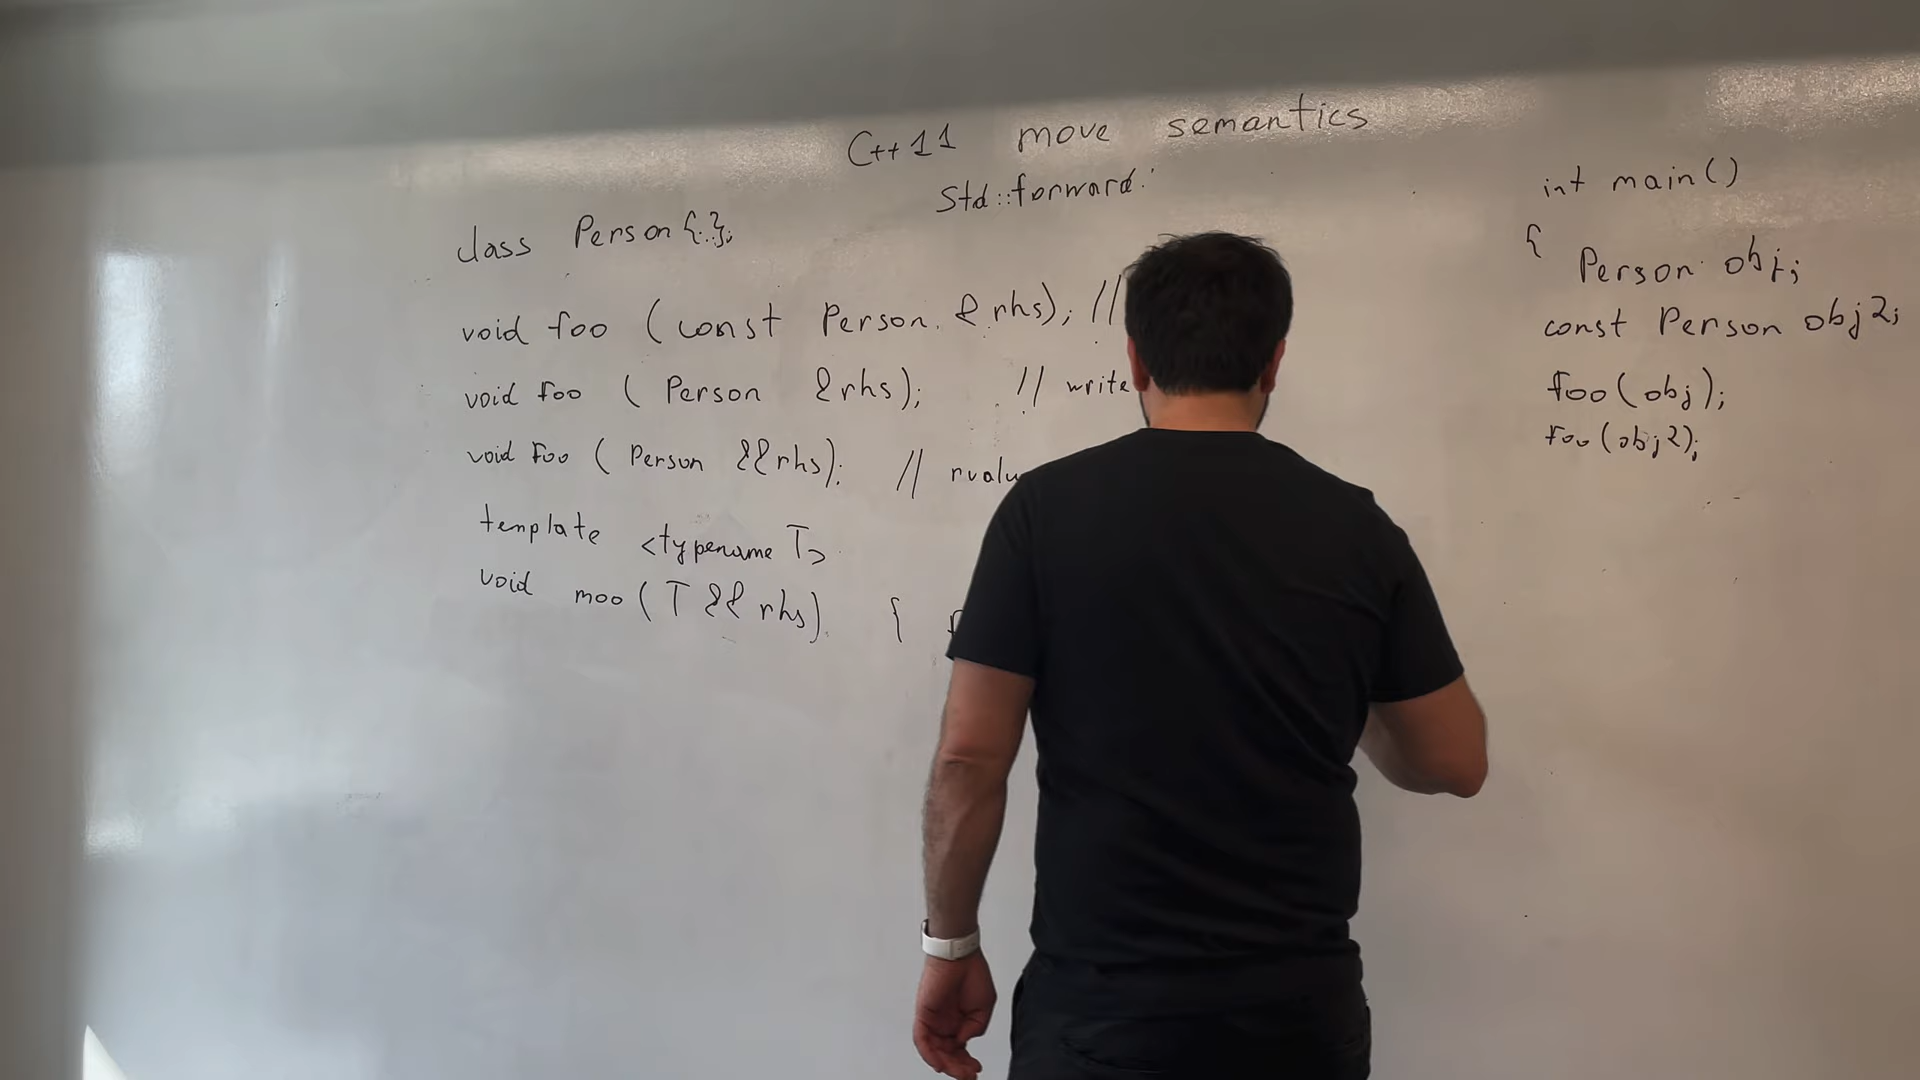 C++11 move semantics
std::forward
class Person{..};
void foo (const Person &rhs); //
void foo ( Person &rhs); // write
void foo ( Person &&rhs); //
template <typename T>
void moo ( T && rhs) {
int main()
{
Person obj;
const Person obj2;
foo(obj);
foo(obj2);